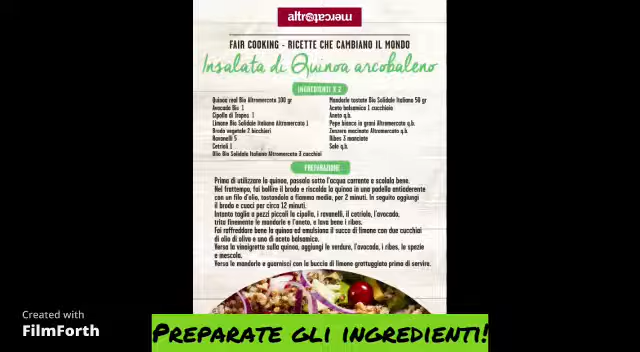 altromercato
FAIR COOKING - RICETTE CHE CAMBIANO IL MONDO
Insalata di Quinoa arcobaleno
INGREDIENTI X 2
Quinoa real Bio Altromercato 100 gr
Avocado Bio 1
Cipolla di Tropea 1
Limone Bio Solidale Italiano Altromercato 1
Brodo vegetale 2 bicchieri
Ravanelli 5
Cetrioli 1
Olio Bio Solidale Italiano Altromercato 3 cucchiai
Mandorle tostate Bio Solidale Italiano 50 gr
Aceto balsamico 1 cucchiaio
Aneto q.b.
Pepe bianco in grani Altromercato q.b.
Zenzero macinato Altromercato q.b.
Ribes 3 manciate
Sale q.b.
PREPARAZIONE
Prima di utilizzare la quinoa, passala sotto l'acqua corrente e scolala bene.
Nel frattempo, fai bollire il brodo e riscalda la quinoa in una padella antiaderente
con un filo d'olio, tostandola a fiamma media, per 2 minuti. In seguito aggiungi
il brodo e cuoci per circa 12 minuti.
Intanto taglia a pezzi piccoli la cipolla, i ravanelli, il cetriolo, l'avocado,
trita finemente le mandorle e l'aneto, e lava bene i ribes.
Fai raffreddare bene la quinoa ed emulsiona il succo di limone con due cucchiai
di olio di olive e uno di aceto balsamico.
Versa la vinaigrette sulla quinoa, aggiungi le verdure, l'avocado, i ribes, le spezie
e mescola.
Versa le mandorle e guarnisci con la buccia di limone grattugiata prima di servire.
Created with
FilmForth
PREPARATE GLI INGREDIENTI!